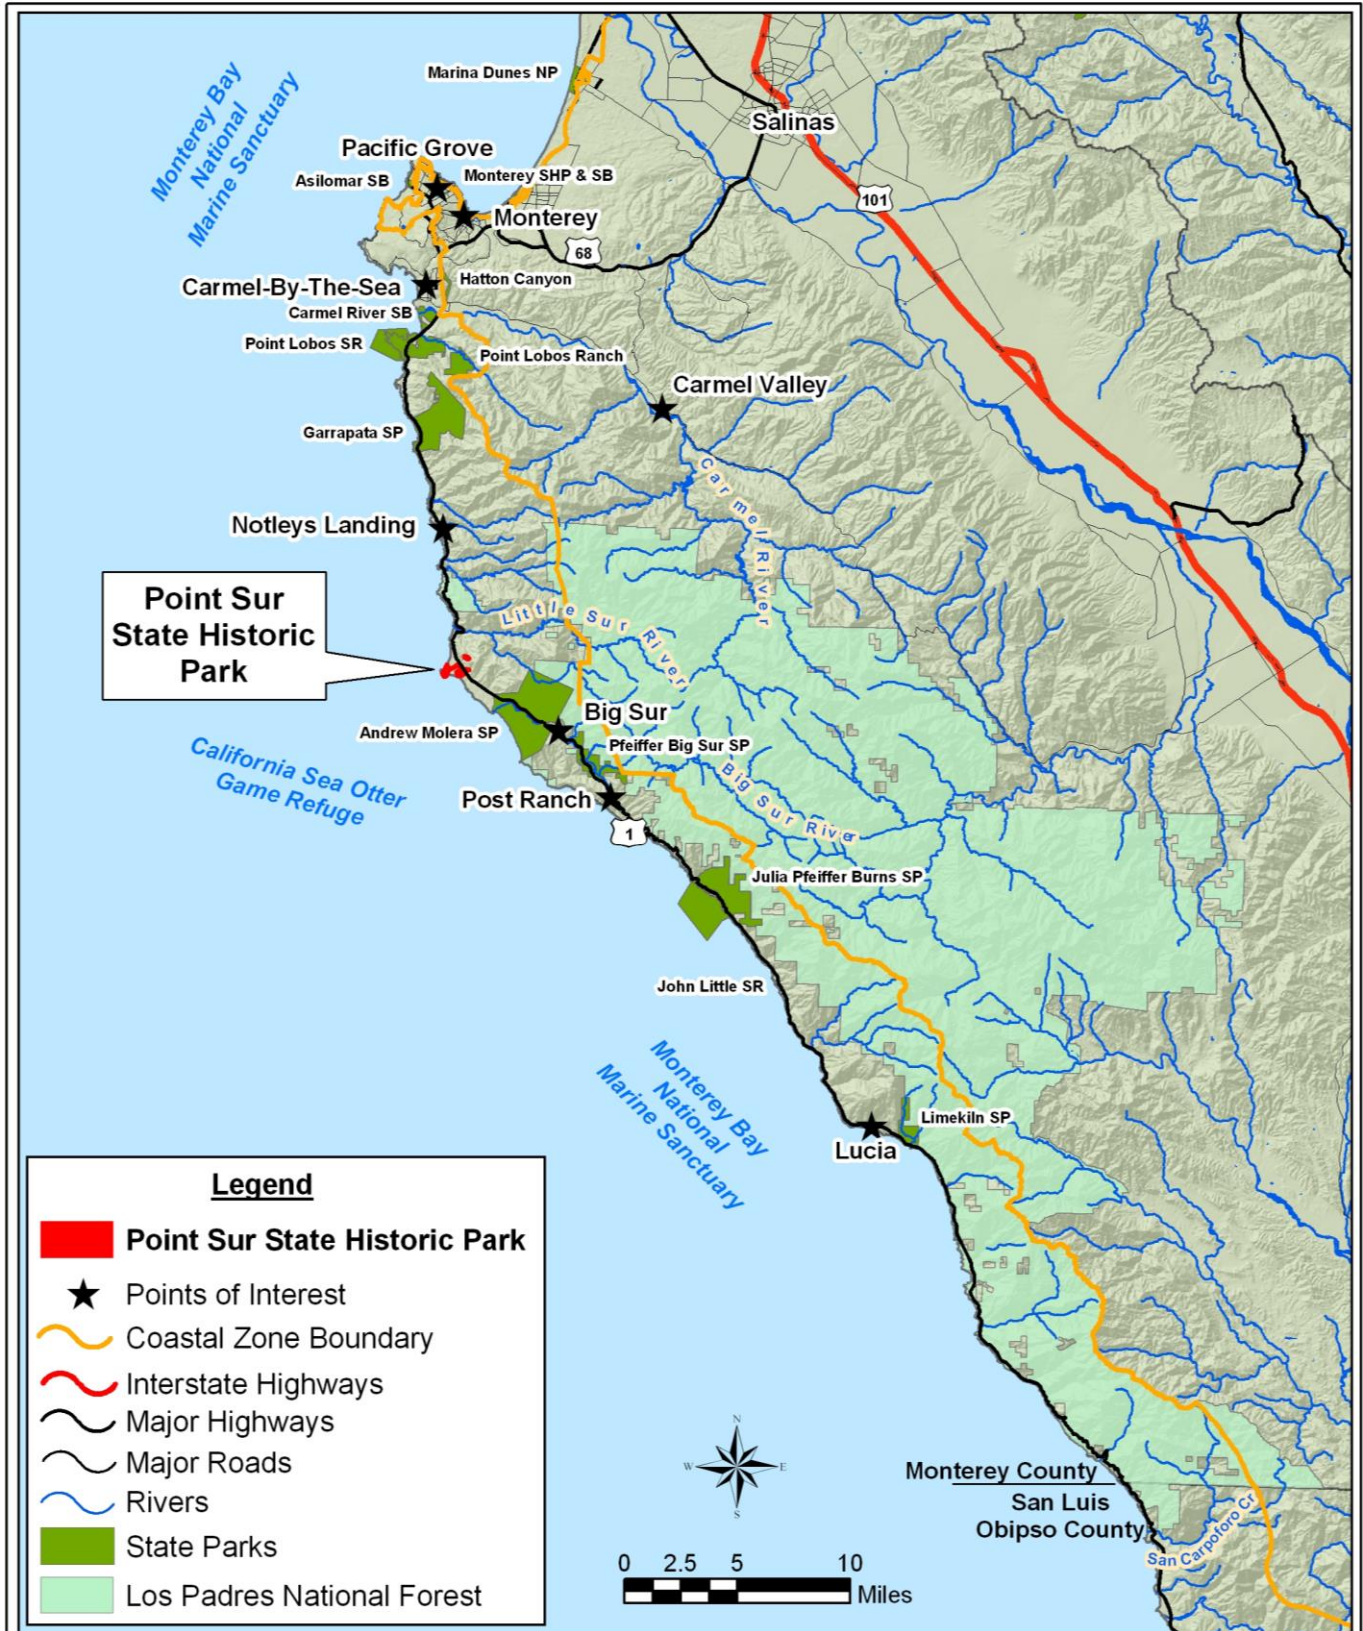 Marina Dunes NP
Monterey Bay
National
Marine Sanctuary
Salinas
Pacific Grove
Asilomar SB
Monterey SHP & SB
101
Monterey
68
Hatton Canyon
Carmel-By-The-Sea
Carmel River SB
Point Lobos SR
Point Lobos Ranch
Carmel Valley
Garrapata SP
Carmel River
Notleys Landing
Point Sur
State Historic
Park
Little Sur River
Big Sur
Andrew Molera SP
Pfeiffer Big Sur SP
California Sea Otter
Game Refuge
Big Sur River
Post Ranch
1
Julia Pfeiffer Burns SP
John Little SR
Monterey Bay
National
Marine Sanctuary
Limekiln SP
Lucia
Legend
Point Sur State Historic Park
Points of Interest
Coastal Zone Boundary
Interstate Highways
Major Highways
Major Roads
Rivers
State Parks
Los Padres National Forest
N
W
E
S
Monterey County
San Luis
Obipso County
San Carpoforo Cr
0 2.5 5 10
Miles